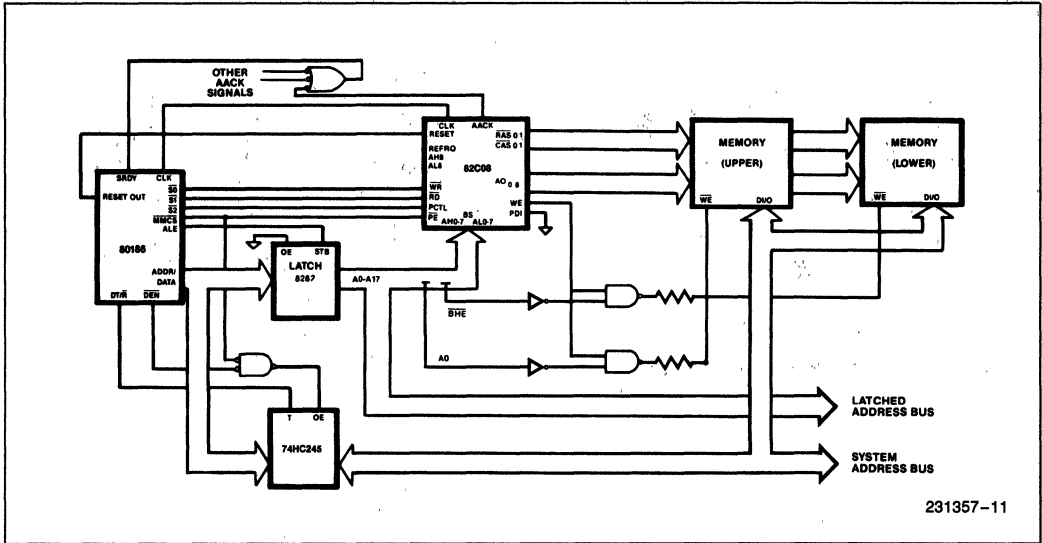 OTHER
AACK
SIGNALS
SRDY CLK
RESET OUT
S0
S1
S2
MMCS
ALE
80186
ADDR/
DATA
DT/R DEN
CLK AACK
RESET
REFRQ
AH8
AL8
82C08
RAS 0 1
CAS 0 1
AO 0 8
WR
RD
PCTL
PE
WE
PDI
BS
AH0-7 AL0-7
OE STB
LATCH
8287
A0-A17
BHE
A0
T OE
74HC245
MEMORY
(UPPER)
WE DI/O
MEMORY
(LOWER)
WE DI/O
LATCHED
ADDRESS BUS
SYSTEM
ADDRESS BUS
231357–11